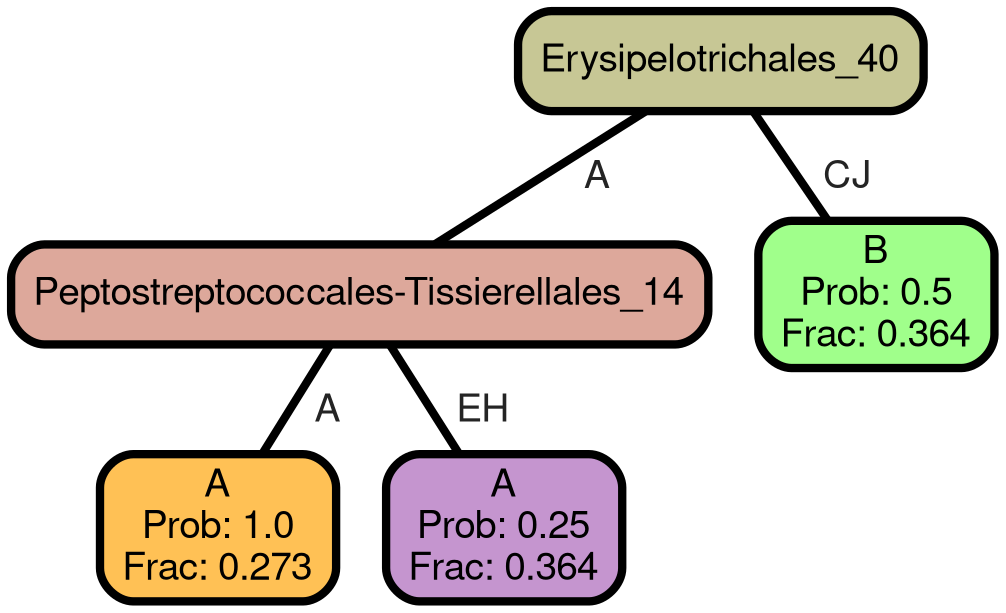 Erysipelotrichales_40
A
CJ
Peptostreptococcales-Tissierellales_14
B
Prob: 0.5
Frac: 0.364
A
EH
A
Prob: 1.0
Frac: 0.273
A
Prob: 0.25
Frac: 0.364